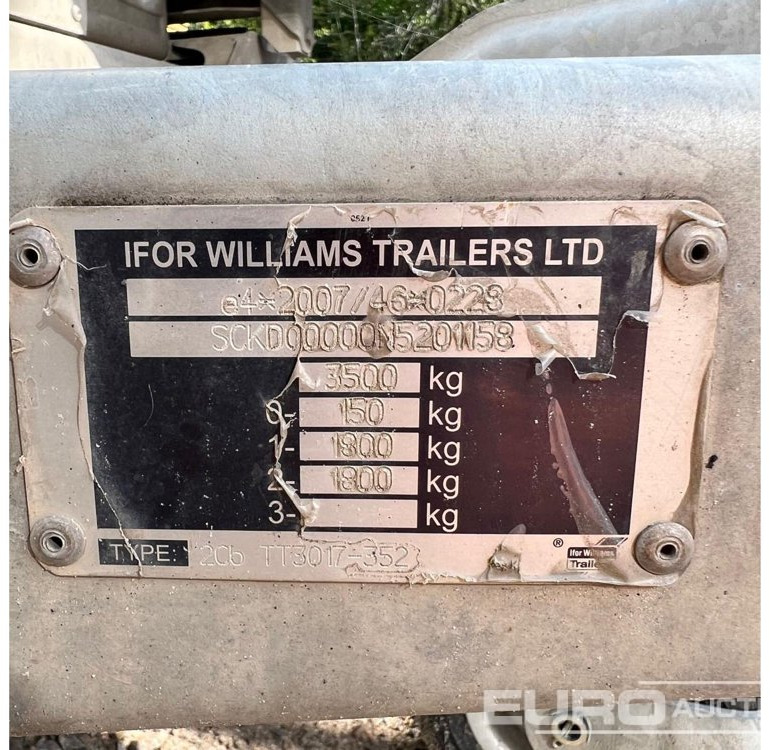 0521
IFOR WILLIAMS TRAILERS LTD
e4*2007/46*0223
SCKD00000N5201158
3500 kg
0- 150 kg
1- 1800 kg
2- 1800 kg
3- kg
TYPE: 2Cb TT3017-352
®
Ifor Williams
Trailers
EURO AUCT